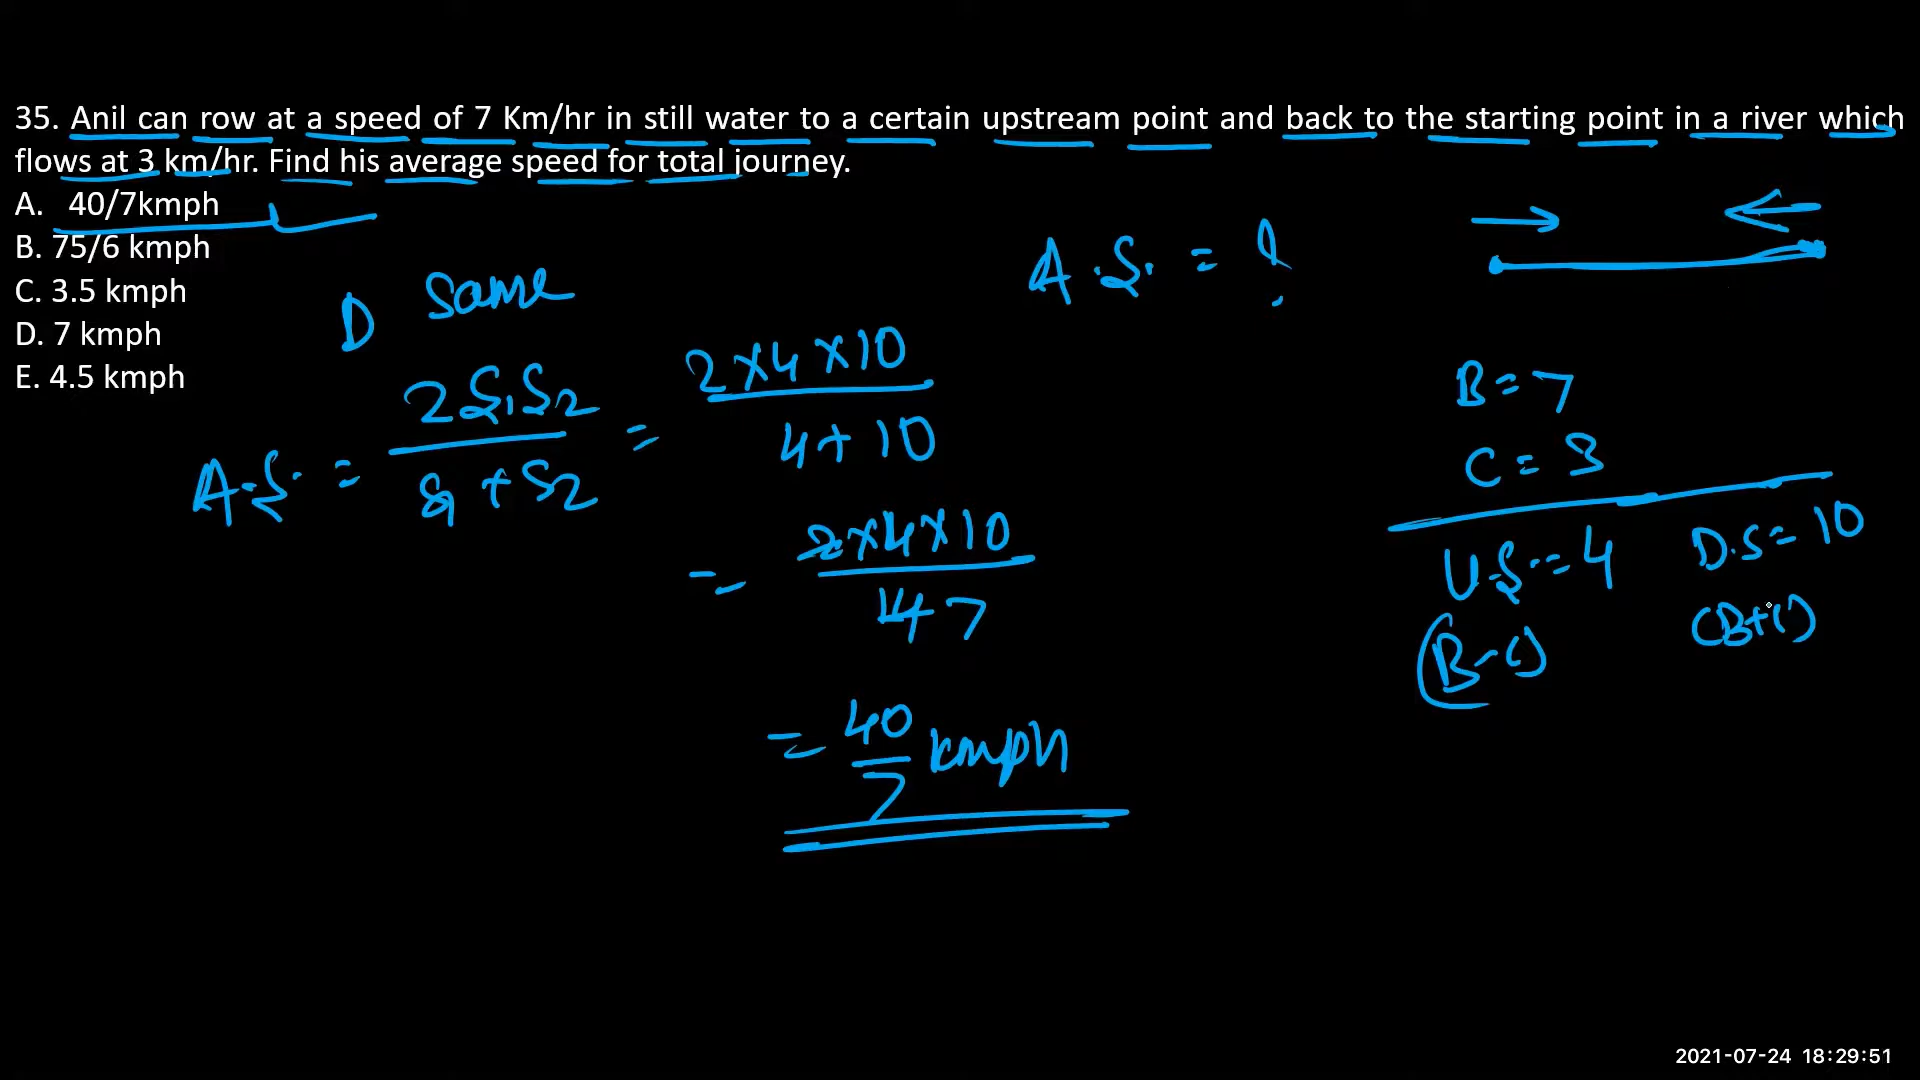 35. Anil can row at a speed of 7 Km/hr in still water to a certain upstream point and back to the starting point in a river which
flows at 3 km/hr. Find his average speed for total journey.
A. 40/7kmph
B. 75/6 kmph
C. 3.5 kmph
D. 7 kmph
E. 4.5 kmph
A.S. = ?
D same
A.S. = 2S1S2 / S1 + S2 = 2×4×10 / 4+10
= 2×4×10 / 14 7
= 40/7 kmph
B = 7
C = 3
U.S. = 4 D.S = 10
(B-C) (B+C)
2021-07-24 18:29:51